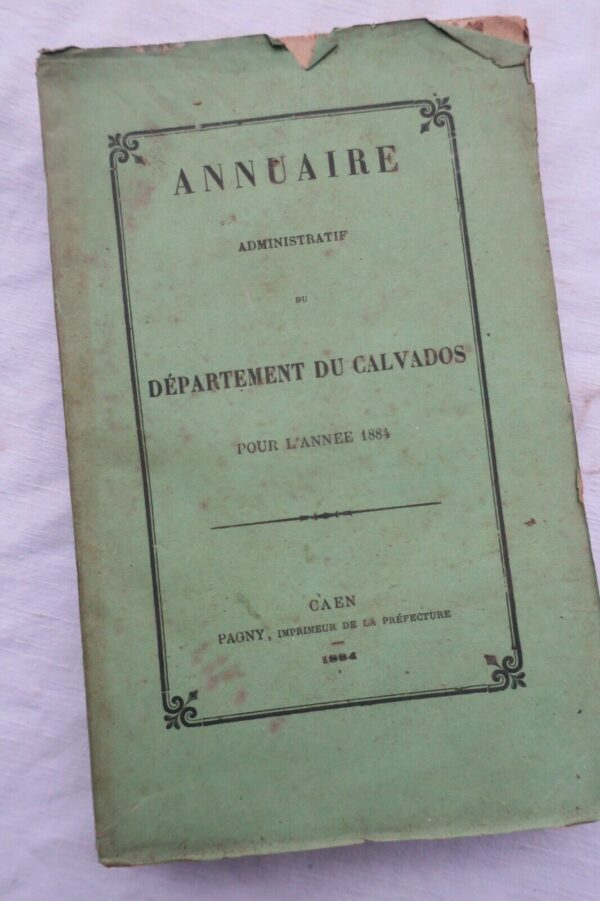 ANNUAIRE
ADMINISTRATIF
DU
DÉPARTEMENT DU CALVADOS
POUR L'ANNEE 1884
CAEN
PAGNY, IMPRIMEUR DE LA PRÉFECTURE
1884